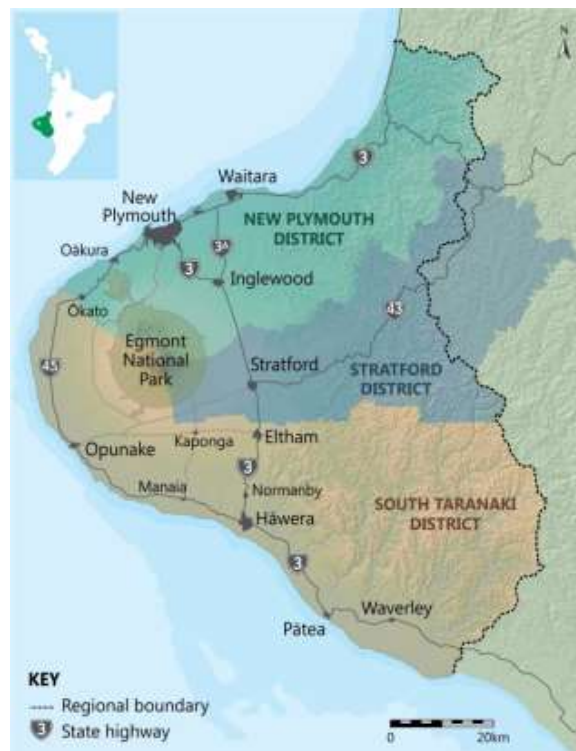 N
3
Waitara
New
Plymouth
NEW PLYMOUTH
DISTRICT
3A
Oākura
3
Inglewood
Ōkato
43
Egmont
National
Park
45
Stratford
STRATFORD
DISTRICT
Opunake
Kaponga
Eltham
3
Manaia
Normanby
SOUTH TARANAKI
DISTRICT
Hāwera
3
Waverley
Pātea
KEY
Regional boundary
3 State highway
0 20km